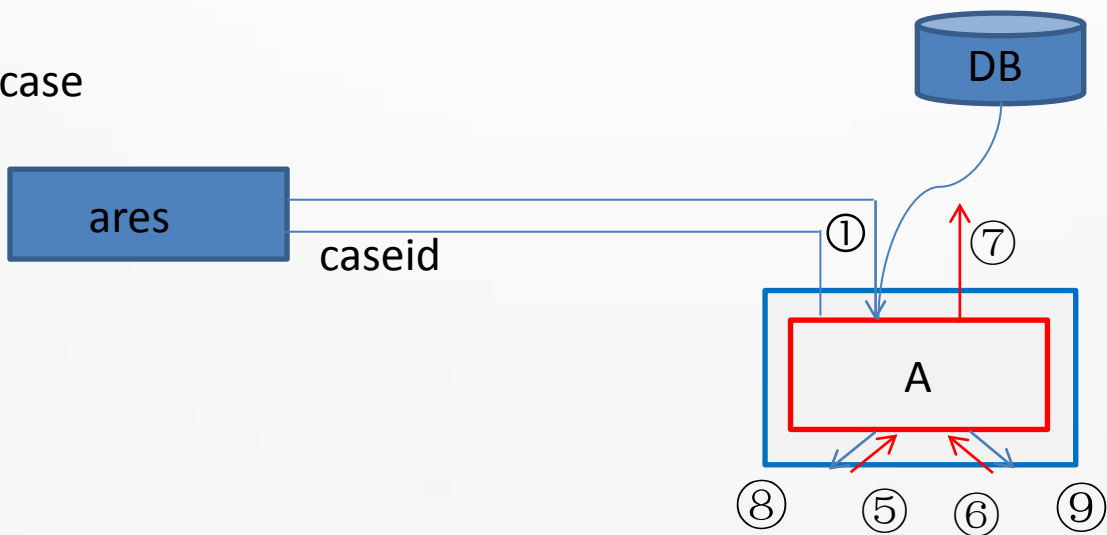 case
DB
ares
caseid
①
⑦
A
⑧
⑤
⑥
⑨